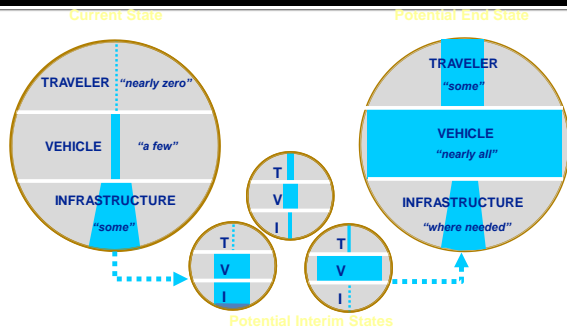 Current State
Potential End State
TRAVELER "nearly zero"
VEHICLE "a few"
INFRASTRUCTURE
"some"
TRAVELER
"some"
VEHICLE
"nearly all"
INFRASTRUCTURE
"where needed"
T
V
I
T
V
I
T
V
I
Potential Interim States